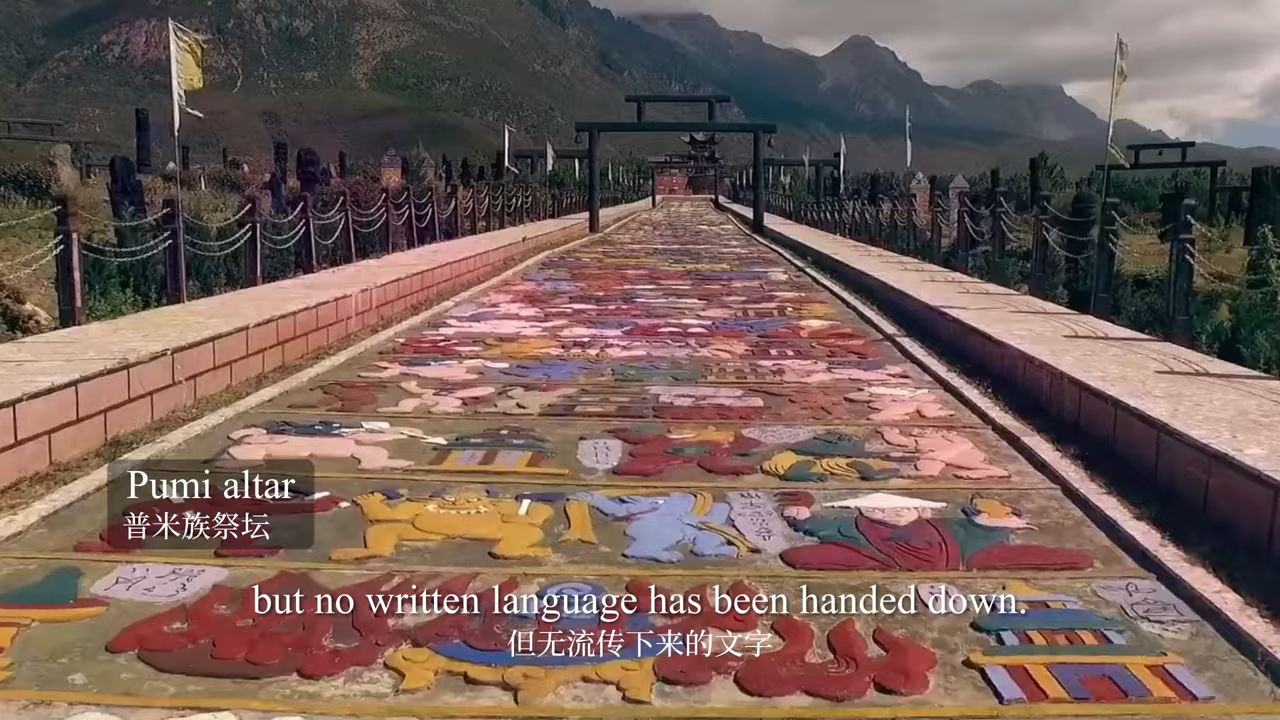 Pumi altar
普米族祭坛
but no written language has been handed down.
但无流传下来的文字